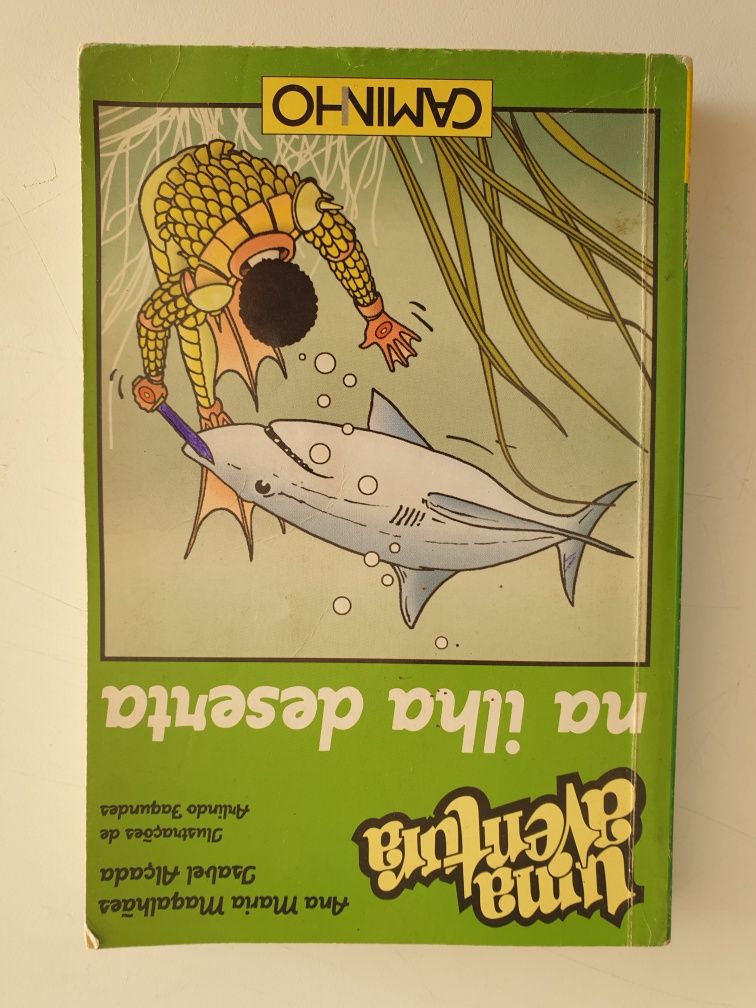 Ana Maria Magalhães
Isabel Alçada
Ilustrações de
Arlindo Fagundes
uma
aventura
na ilha deserta
CAMINHO